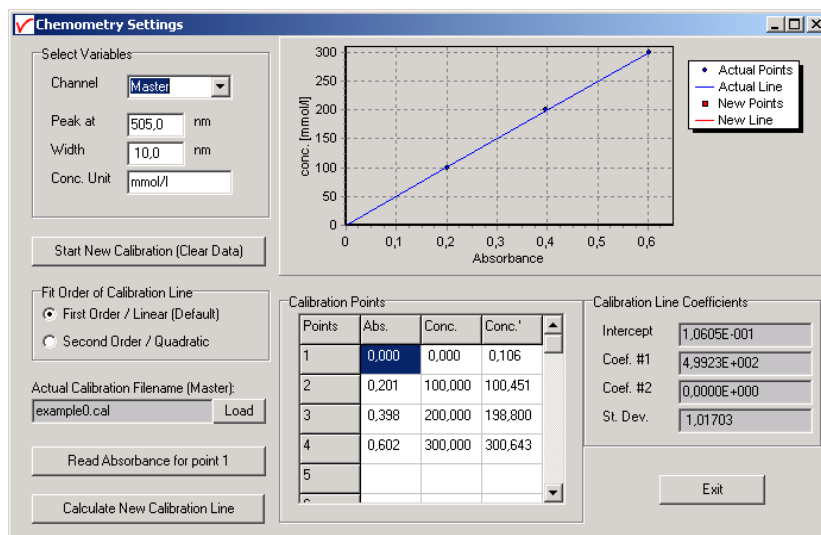 Chemometry Settings
Select Variables
Channel Master
Peak at 505,0 nm
Width 10,0 nm
Conc. Unit mmol/l
Start New Calibration (Clear Data)
Fit Order of Calibration Line
First Order / Linear (Default)
Second Order / Quadratic
Actual Calibration Filename (Master):
example0.cal Load
Read Absorbance for point 1
Calculate New Calibration Line
conc. [mmol/l]
300
250
200
150
100
50
0
0 0,1 0,2 0,3 0,4 0,5 0,6
Absorbance
Actual Points
Actual Line
New Points
New Line
Calibration Points
Points Abs. Conc. Conc.'
1 0,000 0,000 0,106
2 0,201 100,000 100,451
3 0,398 200,000 198,800
4 0,602 300,000 300,643
5
Calibration Line Coefficients
Intercept 1,0605E-001
Coef. #1 4,9923E+002
Coef. #2 0,0000E+000
St. Dev. 1,01703
Exit